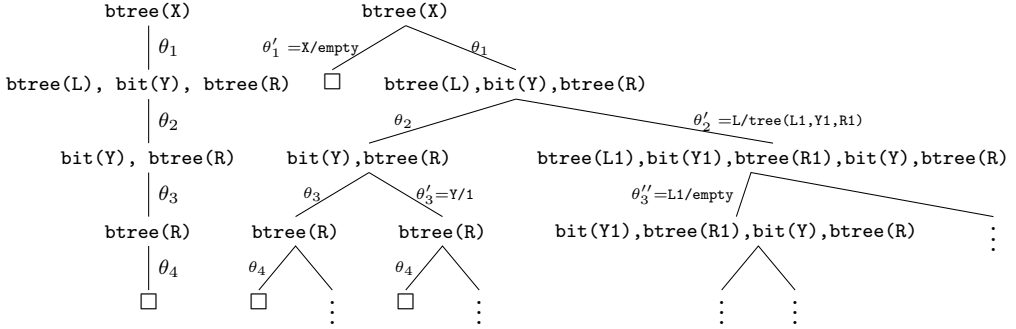 btree(X) btree(X)
θ₁ θ′₁ =X/empty θ₁
btree(L), bit(Y), btree(R) □ btree(L),bit(Y),btree(R)
θ₂ θ₂ θ′₂ =L/tree(L1,Y1,R1)
bit(Y), btree(R) bit(Y),btree(R) btree(L1),bit(Y1),btree(R1),bit(Y),btree(R)
θ₃ θ₃ θ′₃=Y/1 θ″₃=L1/empty
btree(R) btree(R) btree(R) bit(Y1),btree(R1),bit(Y),btree(R) ⋮
θ₄ θ₄ θ₄
□ □ ⋮ □ ⋮ ⋮ ⋮